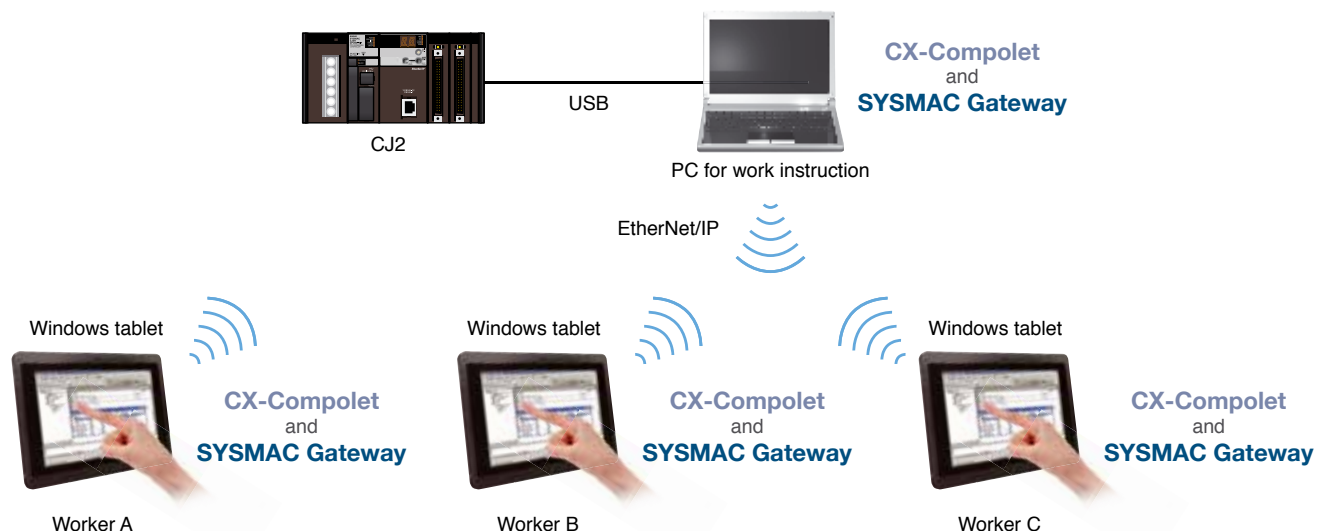 CX-Compolet
and
SYSMAC Gateway
USB
CJ2
PC for work instruction
EtherNet/IP
Windows tablet
Windows tablet
Windows tablet
CX-Compolet
and
SYSMAC Gateway
CX-Compolet
and
SYSMAC Gateway
CX-Compolet
and
SYSMAC Gateway
Worker A
Worker B
Worker C